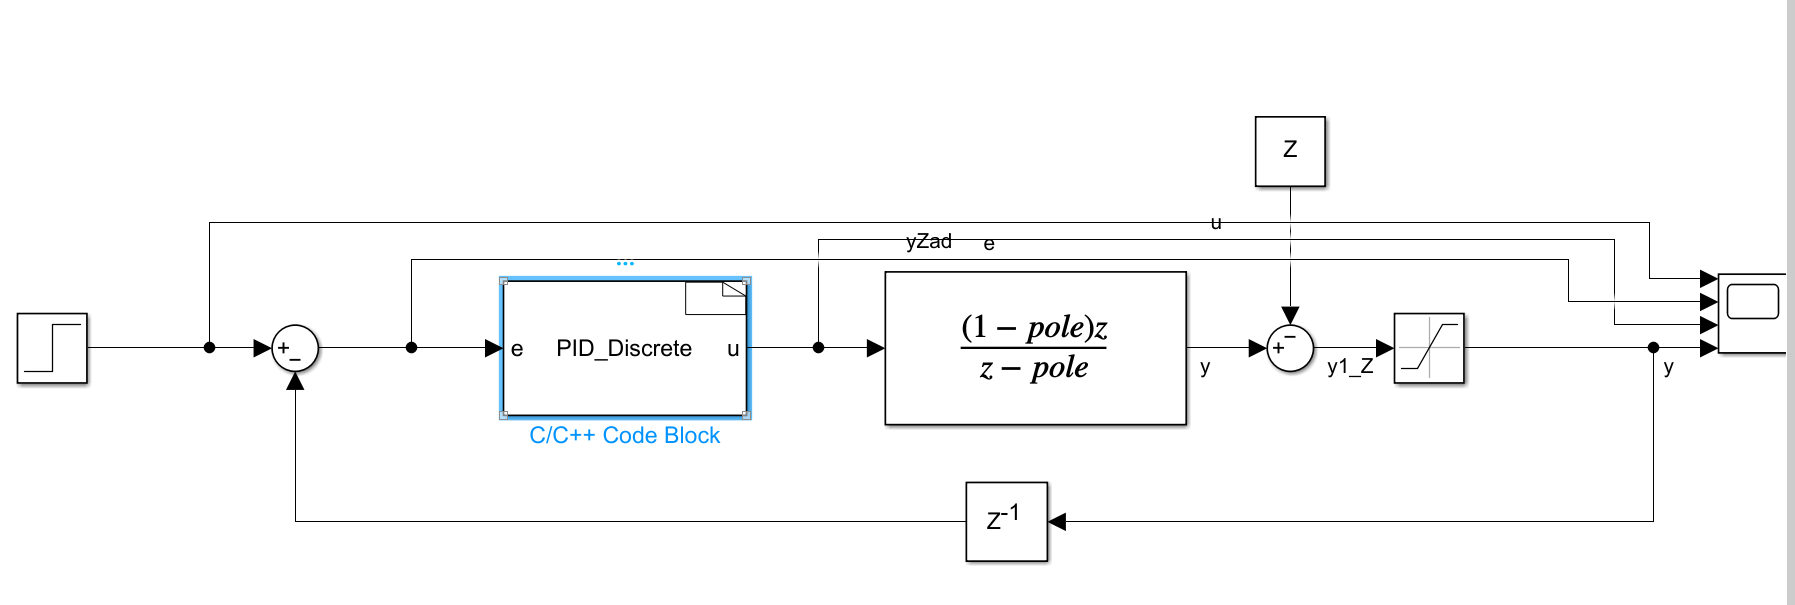 Z
u
yZad e
...
e PID_Discrete u
(1 − pole)z
z − pole
+
−
y
+
−
y1_Z
y
C/C++ Code Block
Z-1